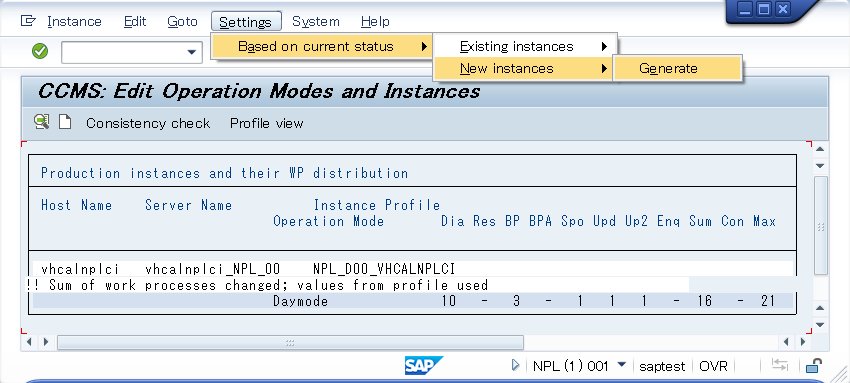 Instance Edit Goto Settings System Help
Based on current status Existing instances
New instances Generate
CCMS: Edit Operation Modes and Instances
Consistency check Profile view
Production instances and their WP distribution
Host Name Server Name Instance Profile
Operation Mode Dia Res BP BPA Spo Upd Up2 Enq Sum Con Max
vhcalnplci vhcalnplci_NPL_00 NPL_D00_VHCALNPLCI
!! Sum of work processes changed; values from profile used
Daymode 10 - 3 - 1 1 1 - 16 - 21
SAP NPL (1) 001 saptest OVR